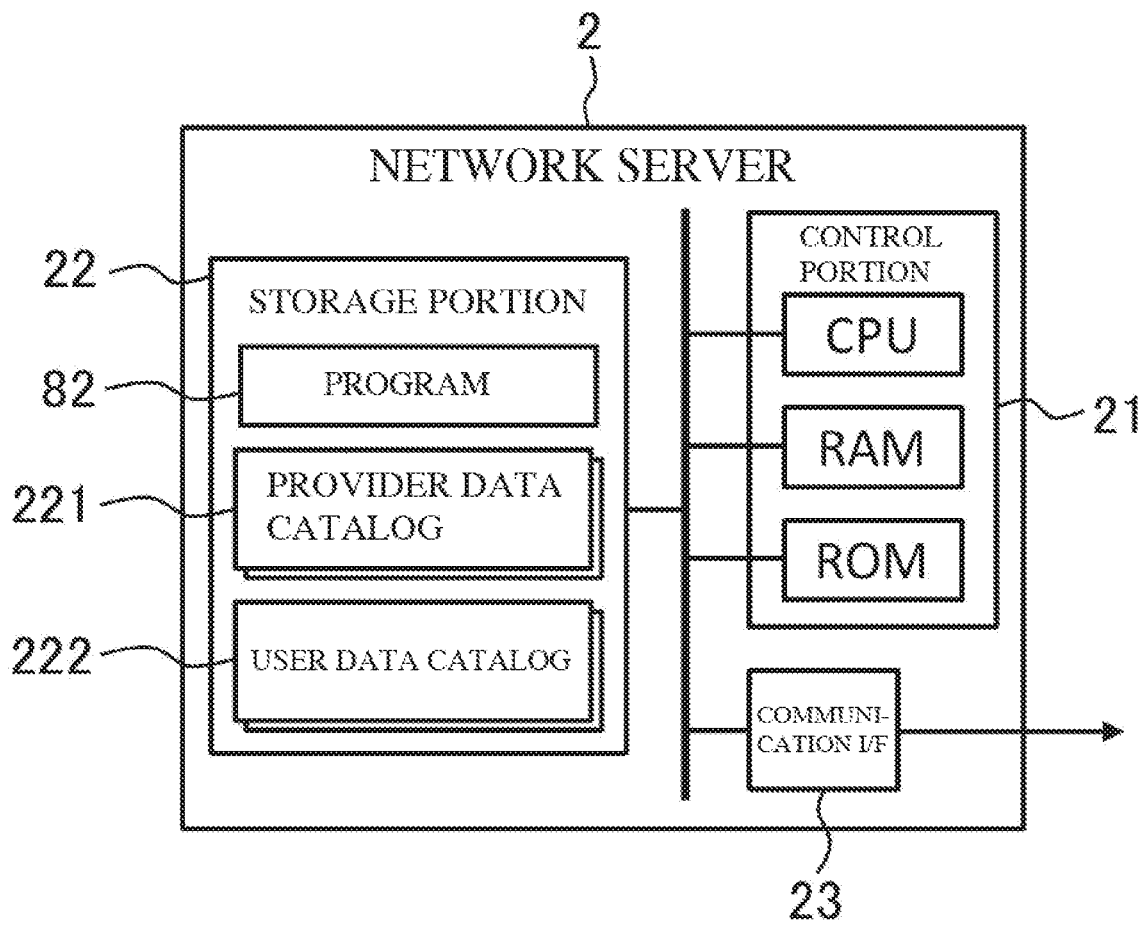 2
NETWORK SERVER
22
STORAGE PORTION
82
PROGRAM
221
PROVIDER DATA
CATALOG
222
USER DATA CATALOG
CONTROL
PORTION
CPU
RAM
ROM
21
COMMUNI-
CATION I/F
23